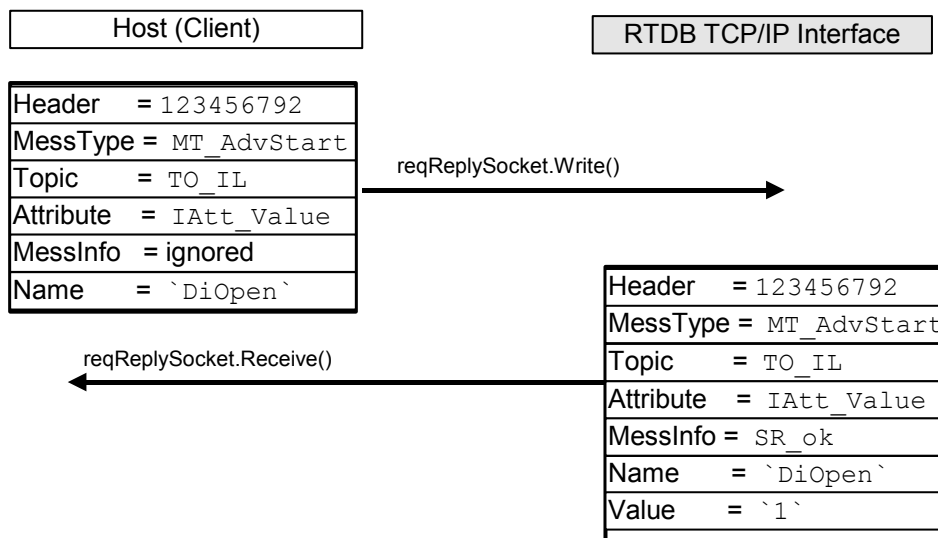 Host (Client)
RTDB TCP/IP Interface
Header = 123456792
MessType = MT_AdvStart
Topic = TO_IL
Attribute = IAtt_Value
MessInfo = ignored
Name = `DiOpen`
reqReplySocket.Write()
reqReplySocket.Receive()
Header = 123456792
MessType = MT_AdvStart
Topic = TO_IL
Attribute = IAtt_Value
MessInfo = SR_ok
Name = `DiOpen`
Value = `1`